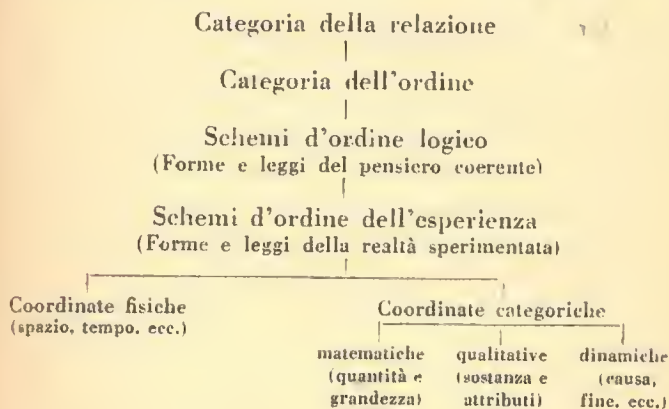 Categoria della relazione
Categoria dell'ordine
Schemi d'ordine logico
(Forme e leggi del pensiero coerente)
Schemi d'ordine dell'esperienza
(Forme e leggi della realtà sperimentata)
Coordinate fisiche
(spazio, tempo, ecc.)
Coordinate categoriche
matematiche
(quantità e
grandezza)
qualitative
(sostanza e
attributi)
dinamiche
(causa,
fine, ecc.)